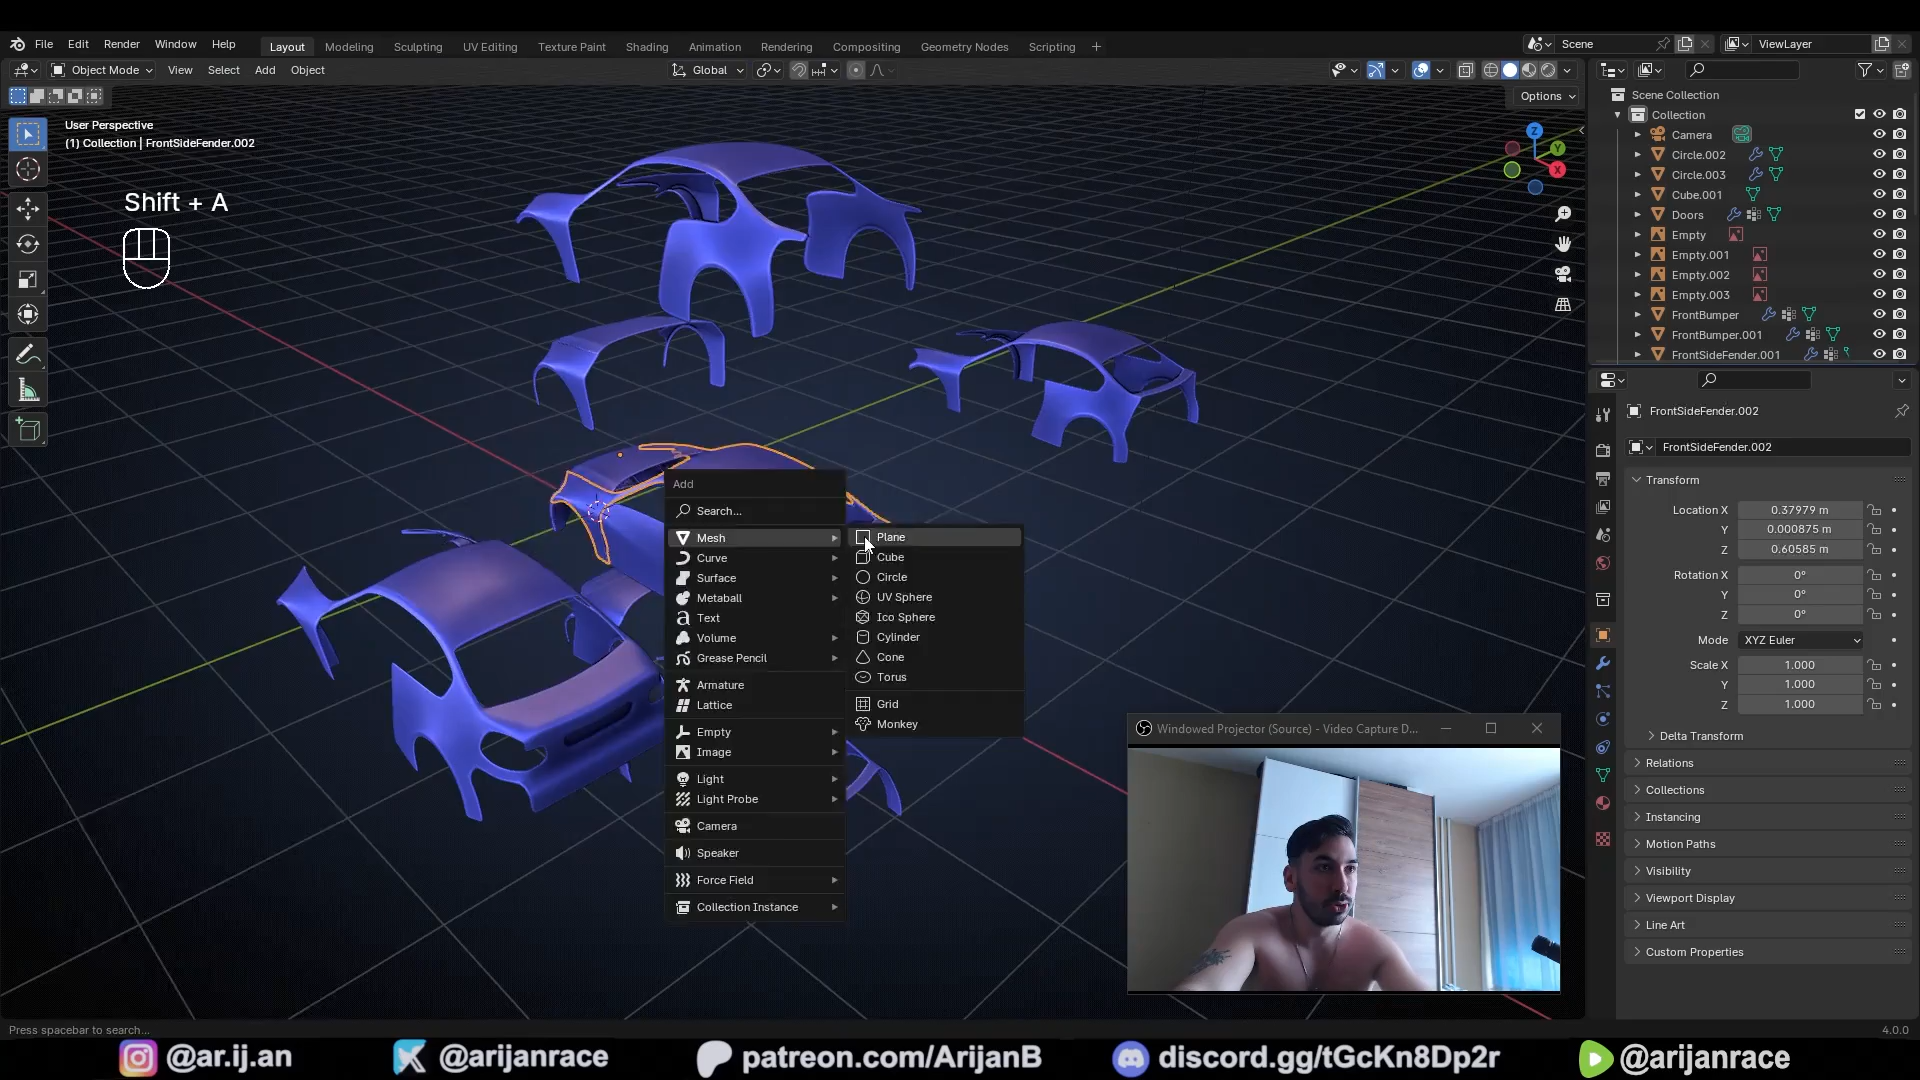 File Edit Render Window Help
Layout Modeling Sculpting UV Editing Texture Paint Shading Animation Rendering Compositing Geometry Nodes Scripting +
Scene
ViewLayer
Object Mode View Select Add Object
Global
Options
User Perspective
(1) Collection | FrontSideFender.002
Shift + A
Z
Y
X
Add
Search...
Mesh
Curve
Surface
Metaball
Text
Volume
Grease Pencil
Armature
Lattice
Empty
Image
Light
Light Probe
Camera
Speaker
Force Field
Collection Instance
Plane
Cube
Circle
UV Sphere
Ico Sphere
Cylinder
Cone
Torus
Grid
Monkey
Windowed Projector (Source) - Video Capture D...
Scene Collection
Collection
Camera
Circle.002
Circle.003
Cube.001
Doors
Empty
Empty.001
Empty.002
Empty.003
FrontBumper
FrontBumper.001
FrontSideFender.001
FrontSideFender.002
FrontSideFender.002
Transform
Location X 0.37979 m
Y 0.000875 m
Z 0.60585 m
Rotation X 0°
Y 0°
Z 0°
Mode XYZ Euler
Scale X 1.000
Y 1.000
Z 1.000
Delta Transform
Relations
Collections
Instancing
Motion Paths
Visibility
Viewport Display
Line Art
Custom Properties
Press spacebar to search...
4.0.0
@ar.ij.an @arijanrace patreon.com/ArijanB discord.gg/tGcKn8Dp2r @arijanrace